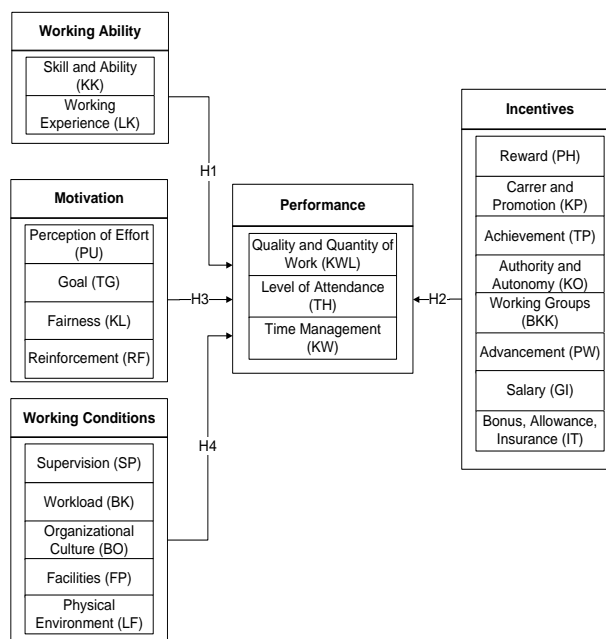 Working Ability
Skill and Ability
(KK)
Working
Experience (LK)
H1
Motivation
Perception of Effort
(PU)
Goal (TG)
Fairness (KL)
Reinforcement (RF)
H3
Working Conditions
Supervision (SP)
Workload (BK)
Organizational
Culture (BO)
Facilities (FP)
Physical
Environment (LF)
H4
Performance
Quality and Quantity of
Work (KWL)
Level of Attendance
(TH)
Time Management
(KW)
H2
Incentives
Reward (PH)
Carrer and
Promotion (KP)
Achievement (TP)
Authority and
Autonomy (KO)
Working Groups
(BKK)
Advancement (PW)
Salary (GI)
Bonus, Allowance,
Insurance (IT)